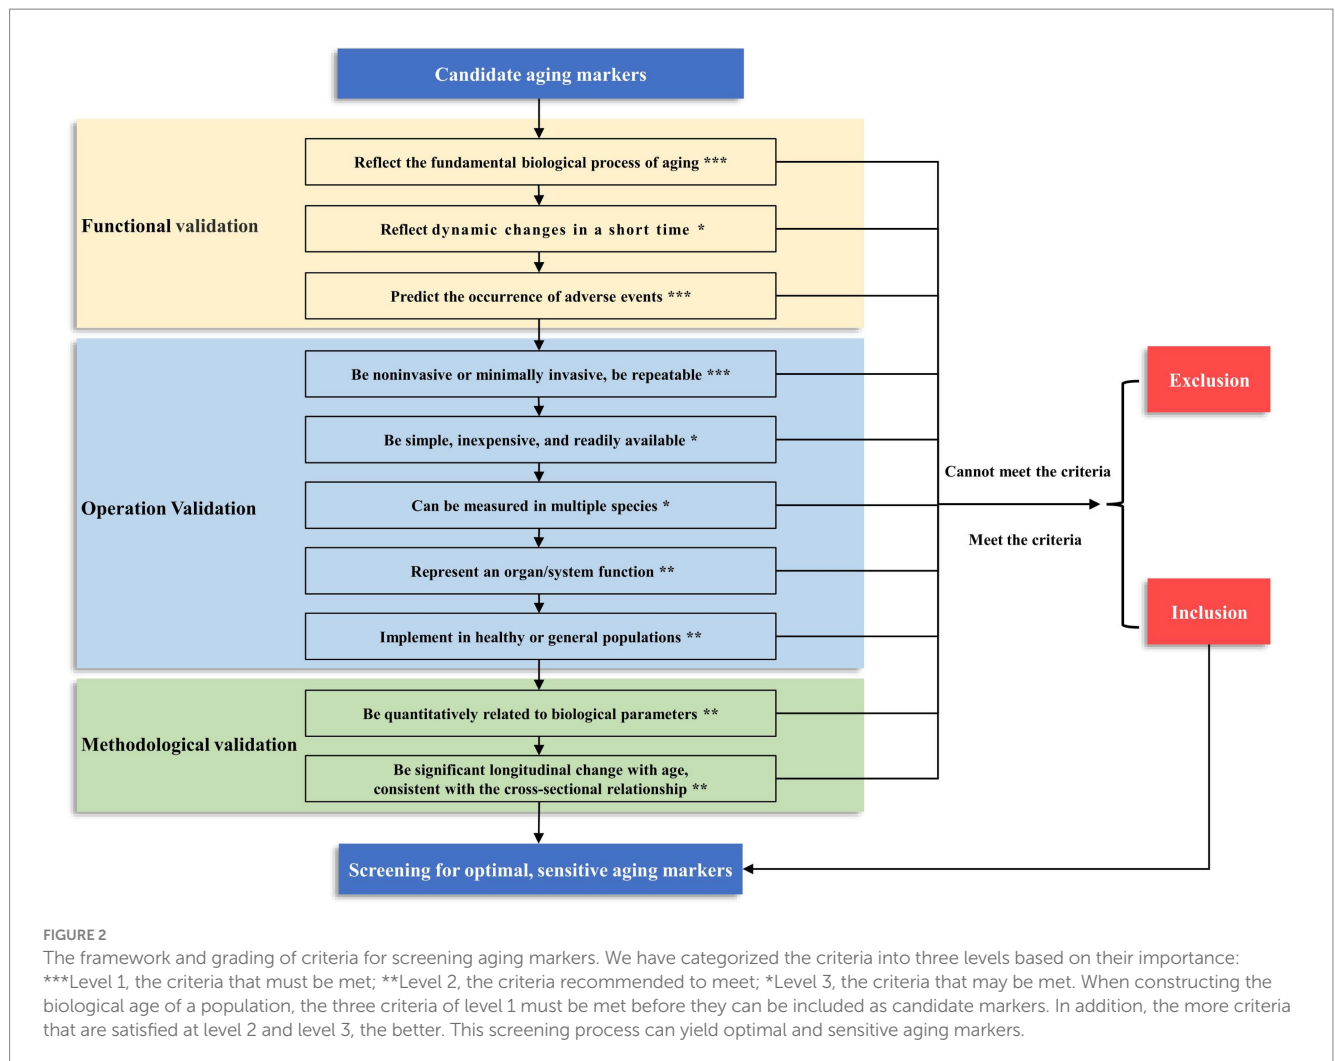 Candidate aging markers
Functional validation
Reflect the fundamental biological process of aging ***
Reflect dynamic changes in a short time *
Predict the occurrence of adverse events ***
Operation Validation
Be noninvasive or minimally invasive, be repeatable ***
Be simple, inexpensive, and readily available *
Can be measured in multiple species *
Represent an organ/system function **
Implement in healthy or general populations **
Methodological validation
Be quantitatively related to biological parameters **
Be significant longitudinal change with age,
consistent with the cross-sectional relationship **
Cannot meet the criteria
Meet the criteria
Exclusion
Inclusion
Screening for optimal, sensitive aging markers
FIGURE 2
The framework and grading of criteria for screening aging markers. We have categorized the criteria into three levels based on their importance:
***Level 1, the criteria that must be met; **Level 2, the criteria recommended to meet; *Level 3, the criteria that may be met. When constructing the
biological age of a population, the three criteria of level 1 must be met before they can be included as candidate markers. In addition, the more criteria
that are satisfied at level 2 and level 3, the better. This screening process can yield optimal and sensitive aging markers.